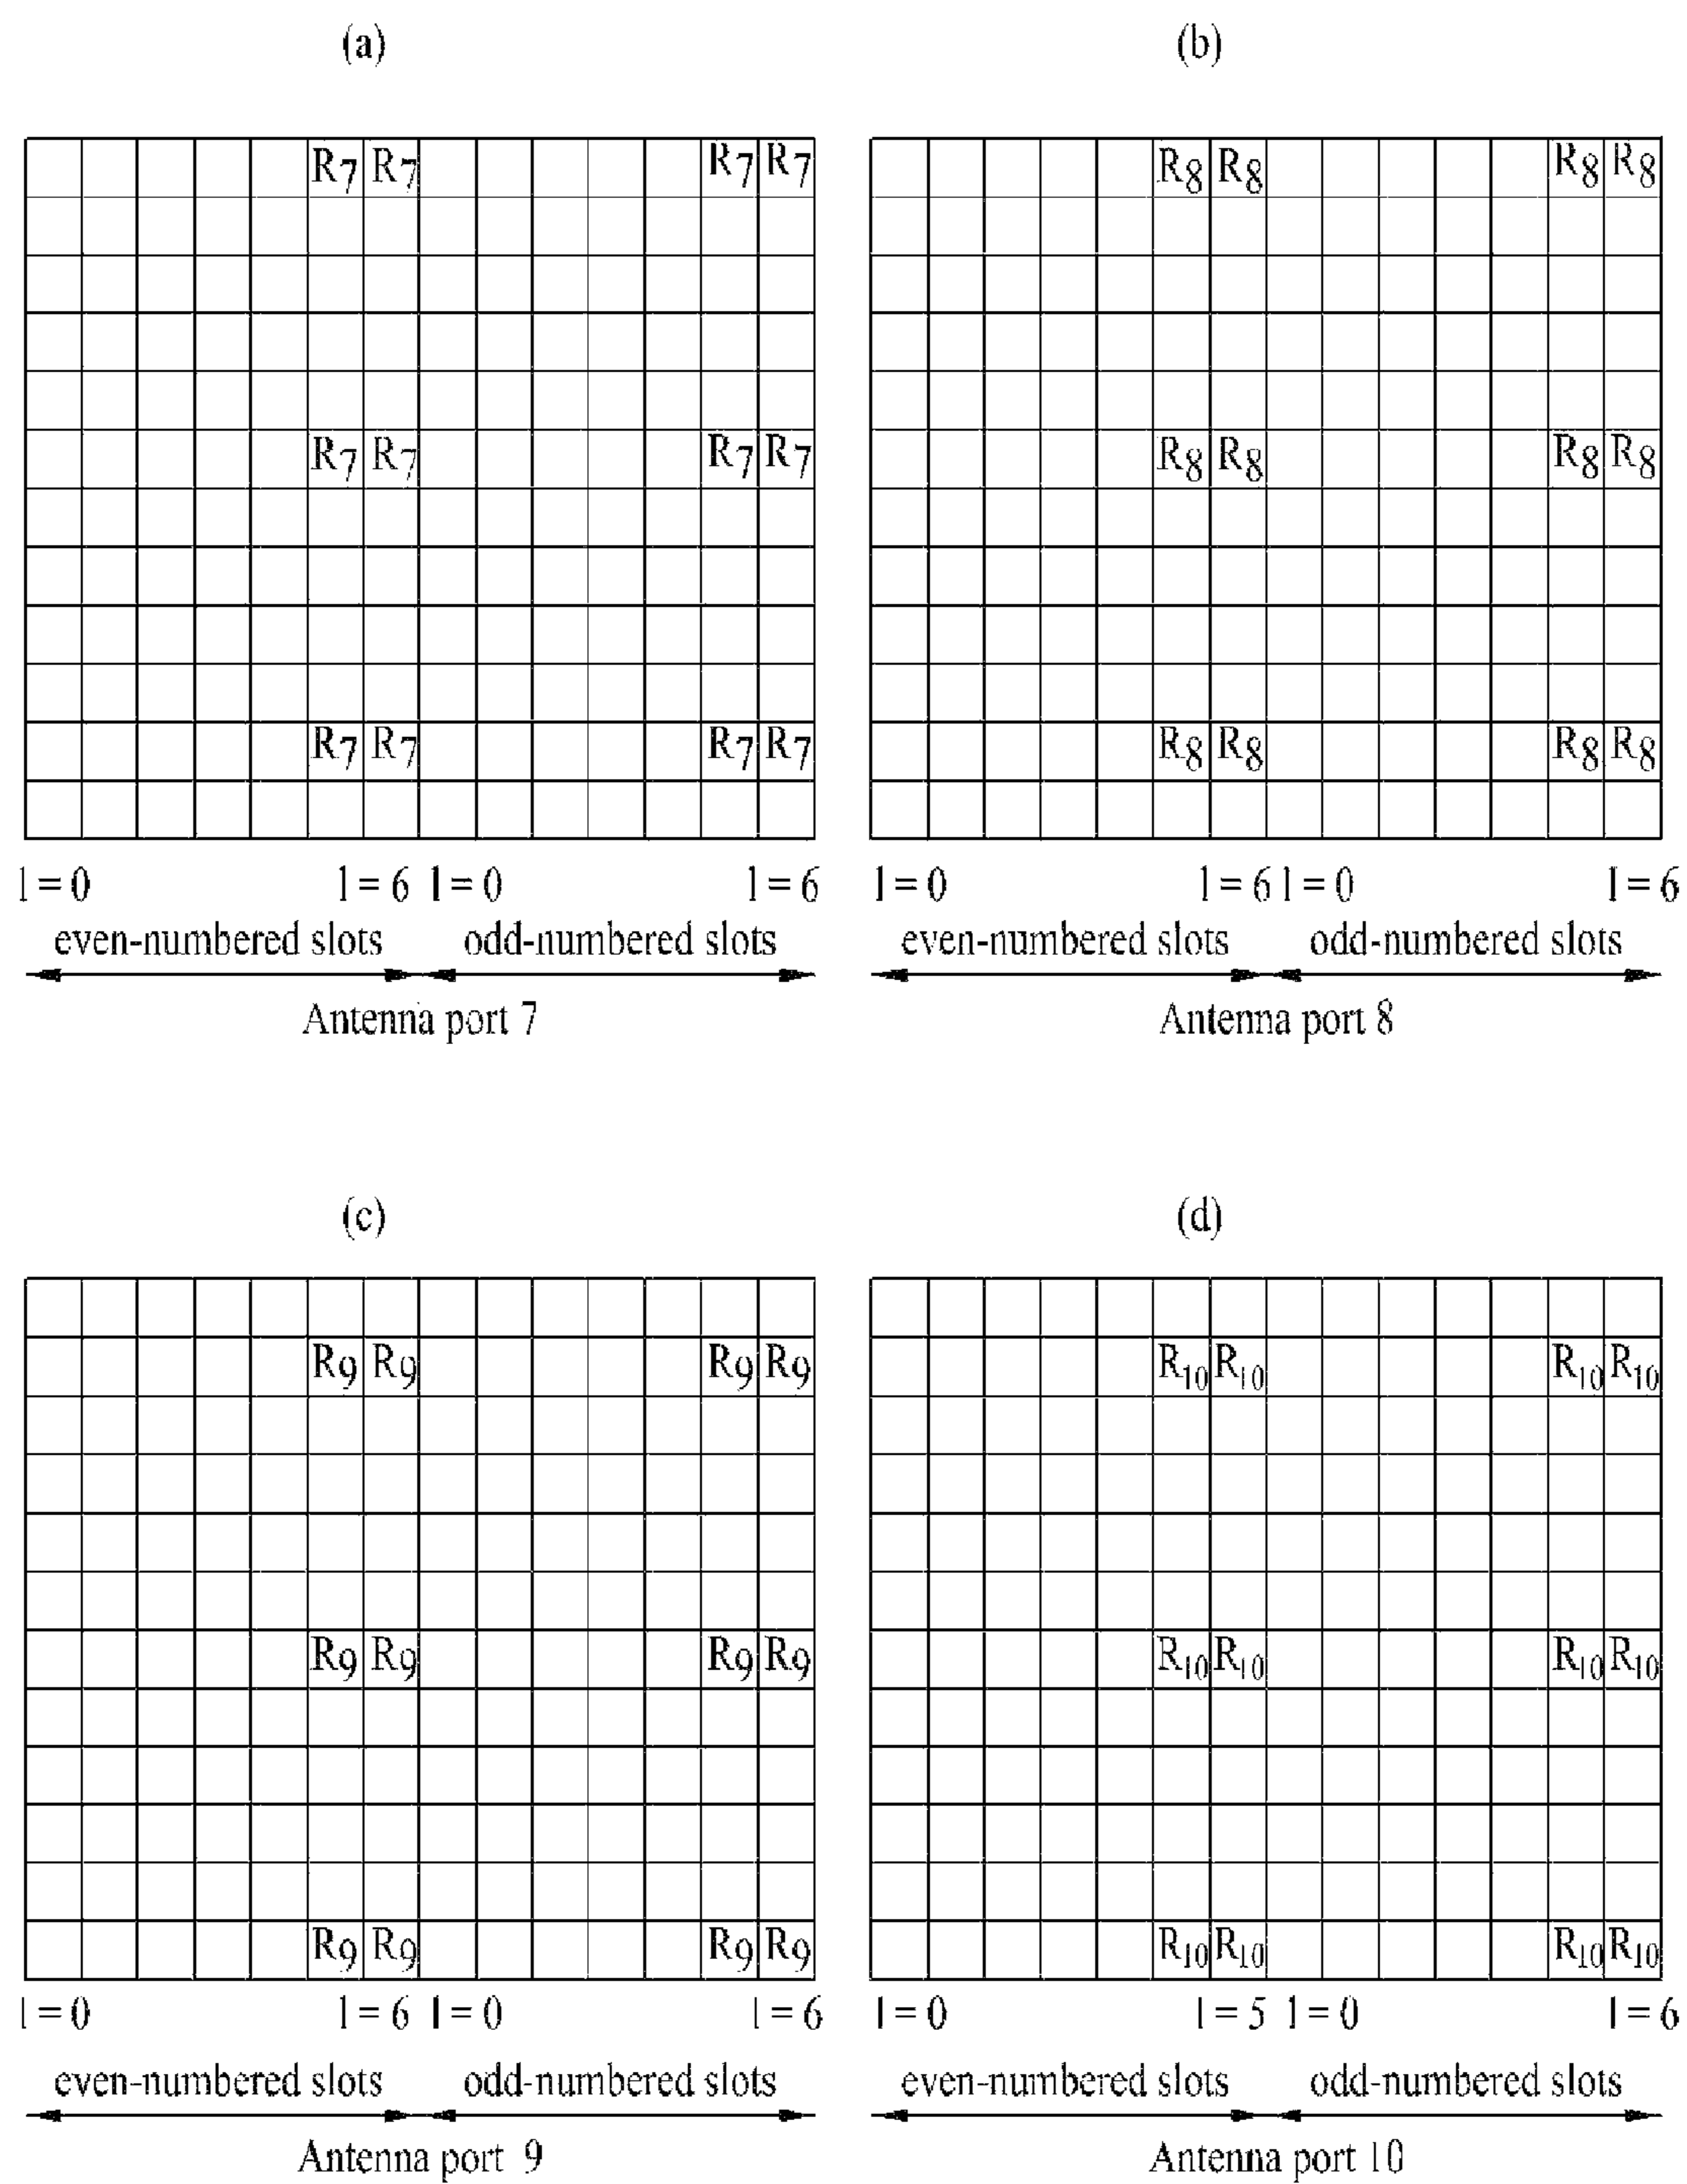 (a)
R7 R7 R7 R7
R7 R7 R7 R7
R7 R7 R7 R7
l = 0 l = 6 l = 0 l = 6
even-numbered slots odd-numbered slots
Antenna port 7
(b)
R8 R8 R8 R8
R8 R8 R8 R8
R8 R8 R8 R8
l = 0 l = 6 l = 0 l = 6
even-numbered slots odd-numbered slots
Antenna port 8
(c)
R9 R9 R9 R9
R9 R9 R9 R9
R9 R9 R9 R9
l = 0 l = 6 l = 0 l = 6
even-numbered slots odd-numbered slots
Antenna port 9
(d)
R10 R10 R10 R10
R10 R10 R10 R10
R10 R10 R10 R10
l = 0 l = 5 l = 0 l = 6
even-numbered slots odd-numbered slots
Antenna port 10